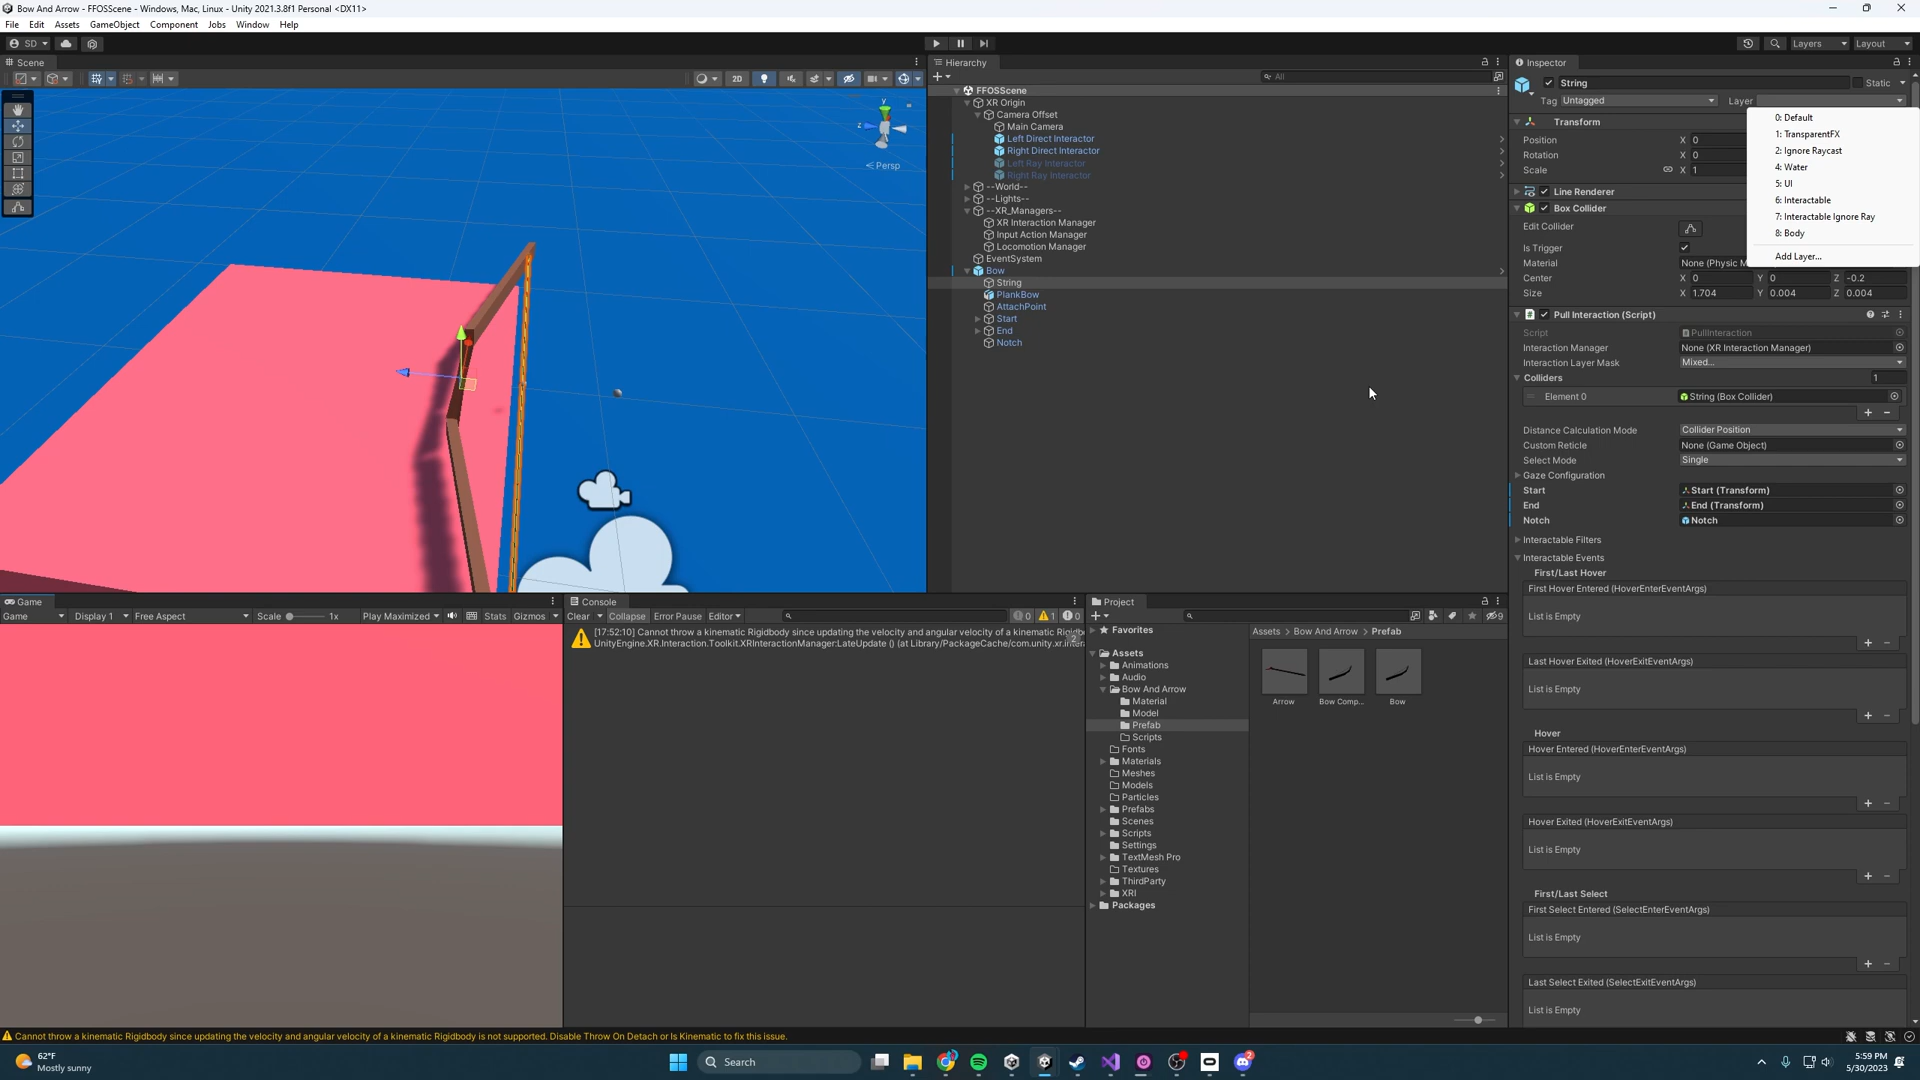 Bow And Arrow - FFOSScene - Windows, Mac, Linux - Unity 2021.3.8f1 Personal <DX11>
File Edit Assets GameObject Component Jobs Window Help
SD Layers Layout
Scene
2D
y
< Persp
Game
Game Display 1 Free Aspect Scale 1x Play Maximized Stats Gizmos
Hierarchy
All
FFOSScene
XR Origin
Camera Offset
Main Camera
Left Direct Interactor
Right Direct Interactor
Left Ray Interactor
Right Ray Interactor
--World--
--Lights--
--XR_Managers--
XR Interaction Manager
Input Action Manager
Locomotion Manager
EventSystem
Bow
String
PlankBow
AttachPoint
Start
End
Notch
Console
Clear Collapse Error Pause Editor 0 1 0
[17:52:10] Cannot throw a kinematic Rigidbody since updating the velocity and angular velocity of a kinematic
UnityEngine.XR.Interaction.Toolkit.XRInteractionManager:LateUpdate () (at Library/PackageCache/com.unity.xr.
2
Project
9
Favorites
Assets
Animations
Audio
Bow And Arrow
Material
Model
Prefab
Scripts
Fonts
Materials
Meshes
Models
Particles
Prefabs
Scenes
Scripts
Settings
TextMesh Pro
Textures
ThirdParty
XRI
Packages
Assets > Bow And Arrow > Prefab
Arrow Bow Comp... Bow
Inspector
String Static
Tag Untagged Layer
0: Default
1: TransparentFX
2: Ignore Raycast
4: Water
5: UI
6: Interactable
7: Interactable Ignore Ray
8: Body
Add Layer...
Transform
Position X 0
Rotation X 0
Scale X 1
Line Renderer
Box Collider
Edit Collider
Is Trigger
Material None (Physic M
Center X 0 Y 0 Z -0.2
Size X 1.704 Y 0.004 Z 0.004
Pull Interaction (Script)
Script PullInteraction
Interaction Manager None (XR Interaction Manager)
Interaction Layer Mask Mixed...
Colliders 1
Element 0 String (Box Collider)
Distance Calculation Mode Collider Position
Custom Reticle None (Game Object)
Select Mode Single
Gaze Configuration
Start Start (Transform)
End End (Transform)
Notch Notch
Interactable Filters
Interactable Events
First/Last Hover
First Hover Entered (HoverEnterEventArgs)
List is Empty
Last Hover Exited (HoverExitEventArgs)
List is Empty
Hover
Hover Entered (HoverEnterEventArgs)
List is Empty
Hover Exited (HoverExitEventArgs)
List is Empty
First/Last Select
First Select Entered (SelectEnterEventArgs)
List is Empty
Last Select Exited (SelectExitEventArgs)
List is Empty
Cannot throw a kinematic Rigidbody since updating the velocity and angular velocity of a kinematic Rigidbody is not supported. Disable Throw On Detach or Is Kinematic to fix this issue.
62°F
Mostly sunny
Search
2
5:59 PM
5/30/2023